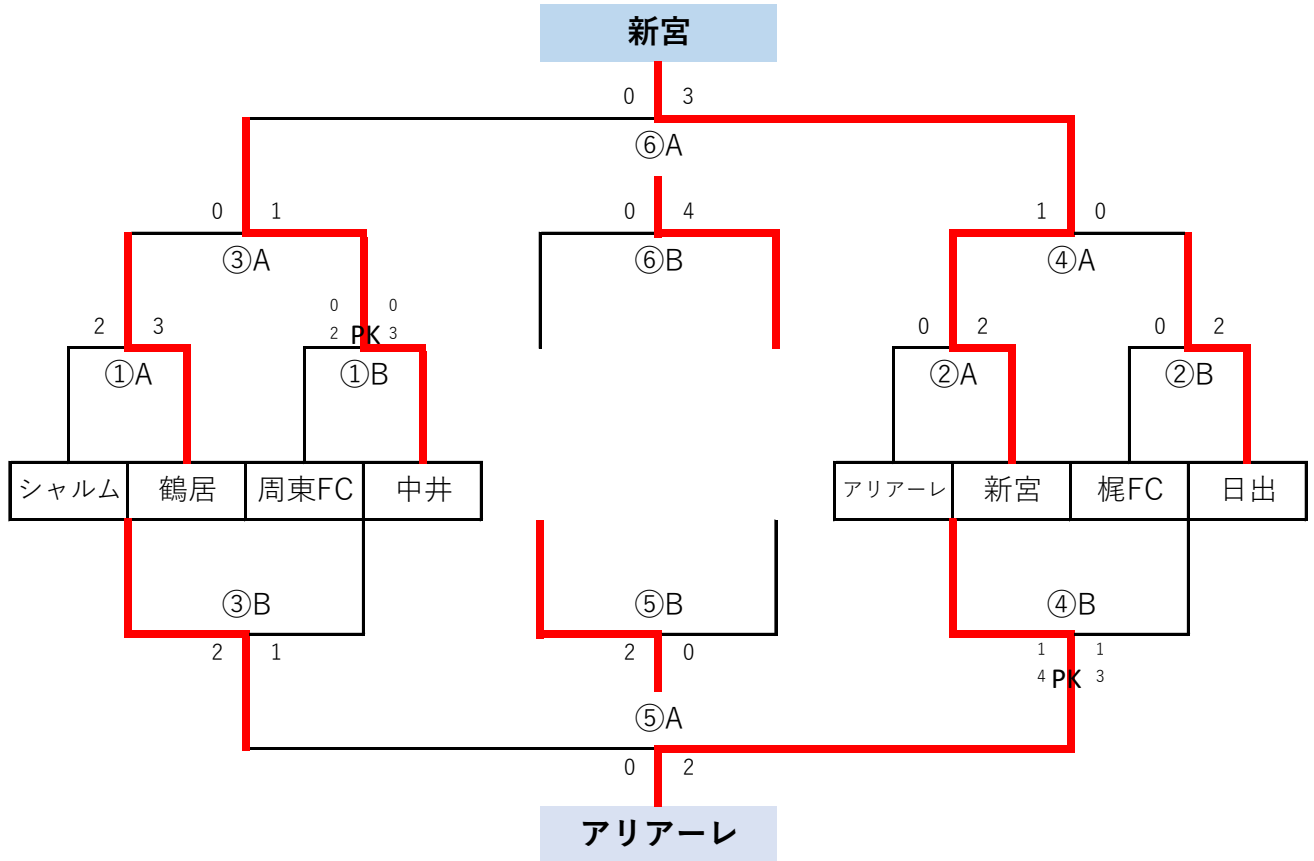 新宮
0 3
⑥A
0 1
0 4
1 0
③A
⑥B
④A
0 0
2 PK 3
2 3
0 2
0 2
①A
①B
②A
②B
シャルム 鶴居 周東FC 中井
アリアーレ 新宮 梶FC 日出
③B
⑤B
④B
2 1
2 0
1 1
4 PK 3
⑤A
0 2
アリアーレ